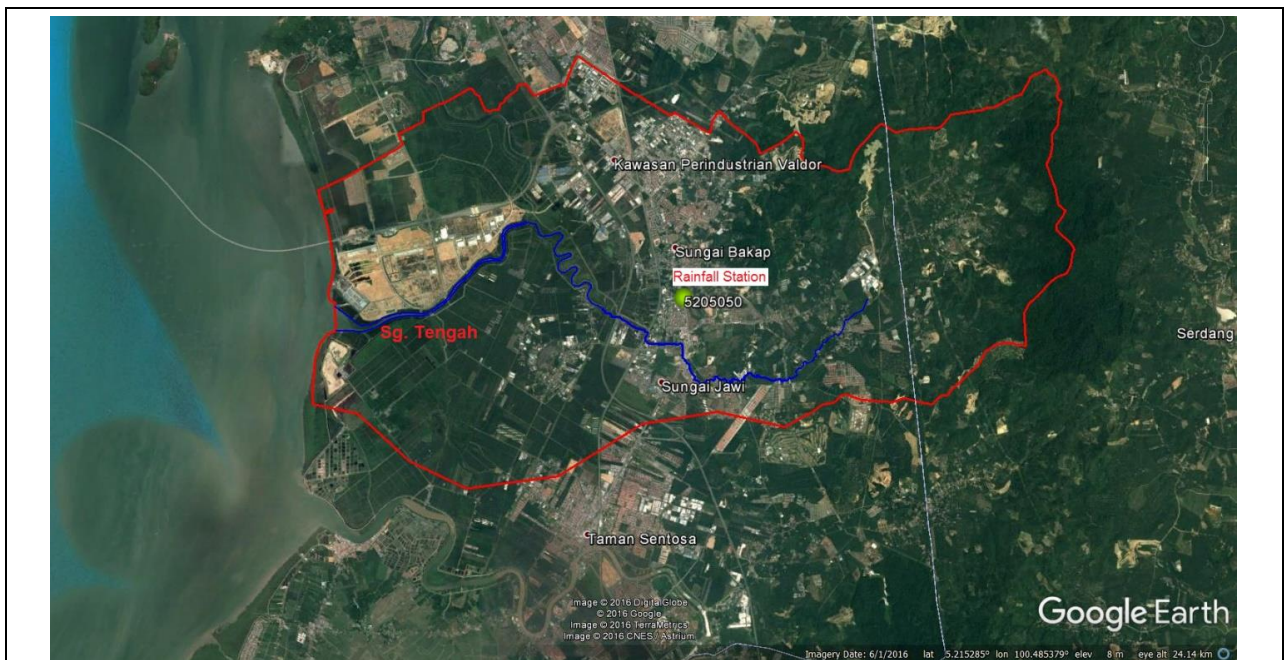 Kawasan Perindustrian Valdor
Sungai Bakap
Rainfall Station
5205050
Sg. Tengah
Serdang
Sungai Jawi
Taman Sentosa
Image © 2016 DigitalGlobe
© 2016 Google
Image © 2016 TerraMetrics
Image © 2016 CNES / Astrium
Google Earth
Imagery Date: 6/1/2016 lat 5.215285° lon 100.485379° elev 8 m eye alt 24.14 km